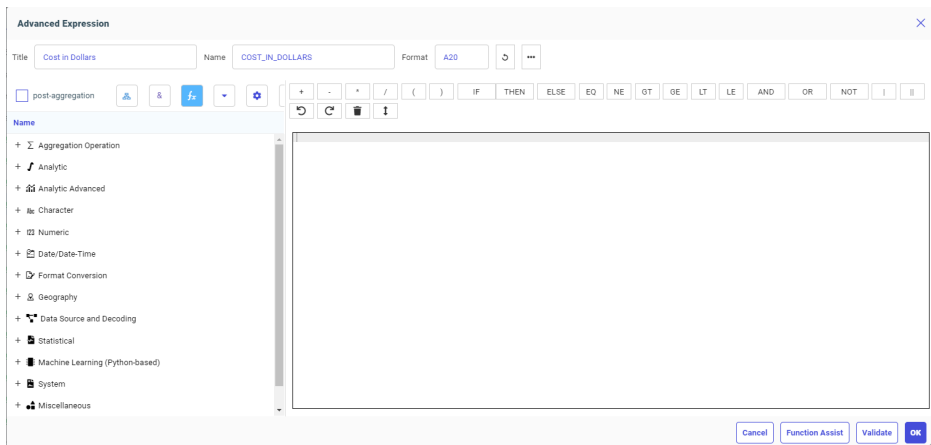 Advanced Expression
Title Cost in Dollars Name COST_IN_DOLLARS Format A20
post-aggregation &
+ - * / ( ) IF THEN ELSE EQ NE GT GE LT LE AND OR NOT | ||
Name
+ Aggregation Operation
+ Analytic
+ Analytic Advanced
+ Character
+ Numeric
+ Date/Date-Time
+ Format Conversion
+ Geography
+ Data Source and Decoding
+ Statistical
+ Machine Learning (Python-based)
+ System
+ Miscellaneous
Cancel Function Assist Validate OK